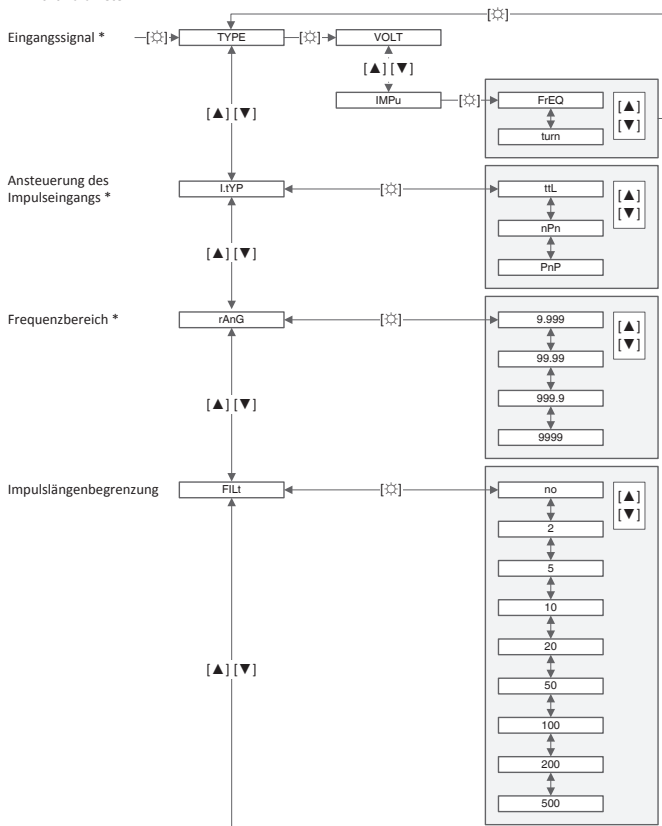 [☼]
Eingangssignal * [☼] TYPE [☼] VOLT
[▲] [▼]
IMPu [☼] FrEQ [▲]
[▼]
turn
[▲] [▼]
Ansteuerung des
Impulseingangs * I.tYP [☼] ttL [▲]
[▼]
nPn
PnP
[▲] [▼]
Frequenzbereich * rAnG [☼] 9.999 [▲]
[▼]
99.99
999.9
9999
[▲] [▼]
Impulslängenbegrenzung FILt [☼] no [▲]
[▼]
2
5
10
20
50
[▲] [▼]
100
200
500